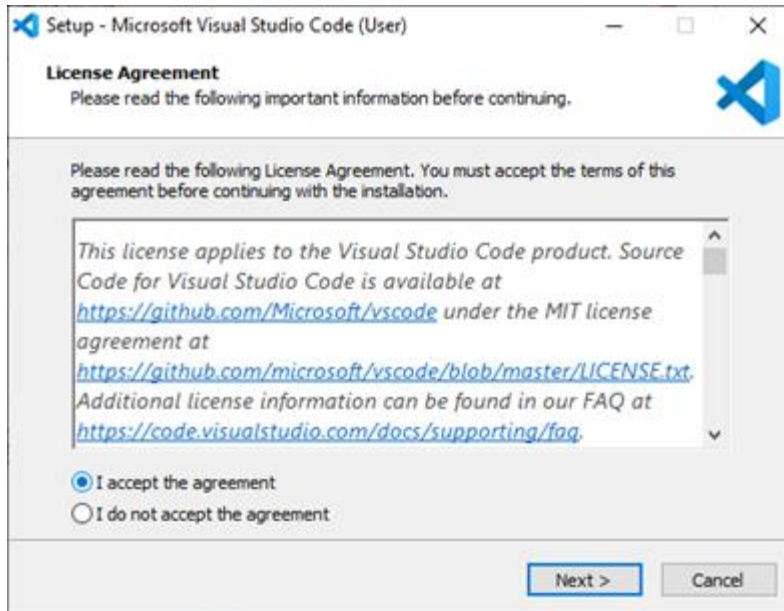 Setup - Microsoft Visual Studio Code (User)
License Agreement
Please read the following important information before continuing.
Please read the following License Agreement. You must accept the terms of this
agreement before continuing with the installation.
This license applies to the Visual Studio Code product. Source
Code for Visual Studio Code is available at
https://github.com/Microsoft/vscode under the MIT license
agreement at
https://github.com/microsoft/vscode/blob/master/LICENSE.txt.
Additional license information can be found in our FAQ at
https://code.visualstudio.com/docs/supporting/faq.
I accept the agreement
I do not accept the agreement
Next > Cancel